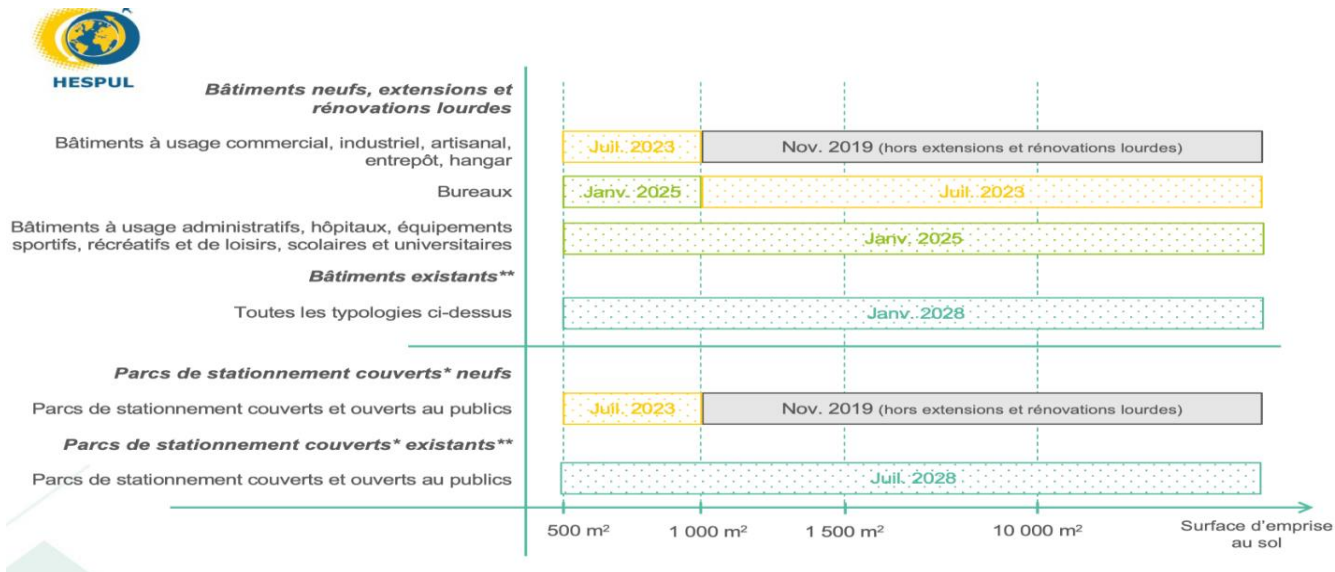 HESPUL
Bâtiments neufs, extensions et
rénovations lourdes
Bâtiments à usage commercial, industriel, artisanal,
entrepôt, hangar
Juil. 2023
Nov. 2019 (hors extensions et rénovations lourdes)
Bureaux
Janv. 2025
Juil. 2023
Bâtiments à usage administratifs, hôpitaux, équipements
sportifs, récréatifs et de loisirs, scolaires et universitaires
Janv. 2025
Bâtiments existants**
Toutes les typologies ci-dessus
Janv. 2028
Parcs de stationnement couverts* neufs
Parcs de stationnement couverts et ouverts au publics
Juil. 2023
Nov. 2019 (hors extensions et rénovations lourdes)
Parcs de stationnement couverts* existants**
Parcs de stationnement couverts et ouverts au publics
Juil. 2028
500 m²
1 000 m²
1 500 m²
10 000 m²
Surface d'emprise
au sol